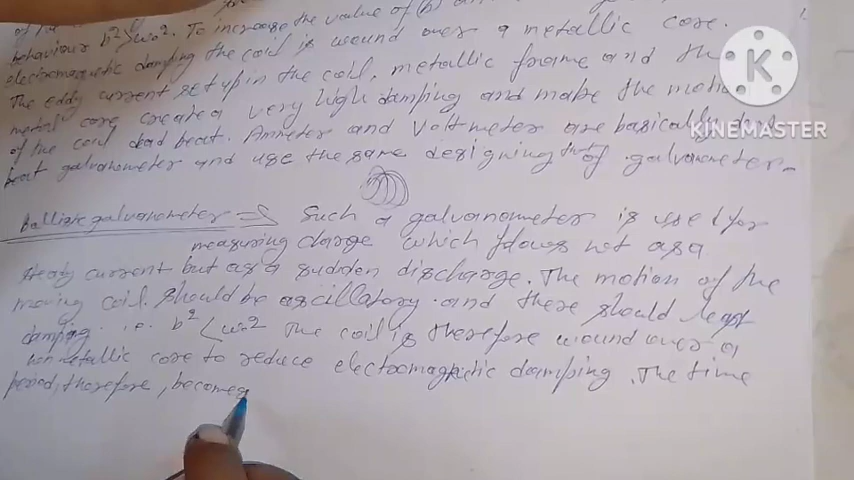 behaviour b² > ω₀². To increase the value of (b)
electromagnetic damping the coil is wound over a metallic core.
The eddy current set up in the coil, metallic frame and the
metal core create a very high damping and make the motion
of the coil dead beat. Ammeter and Voltmeter are basically dead
beat galvanometer and use the same designing that of galvanometer.
Ballistic galvanometer => Such a galvanometer is used for
measuring charge which flows not as a
steady current but as a sudden discharge. The motion of the
moving coil should be oscillatory and there should least
damping. i.e. b² < ω₀² The coil is therefore wound over a
non metallic core to reduce electromagnetic damping. The time
period, therefore, becomes
K
KINEMASTER